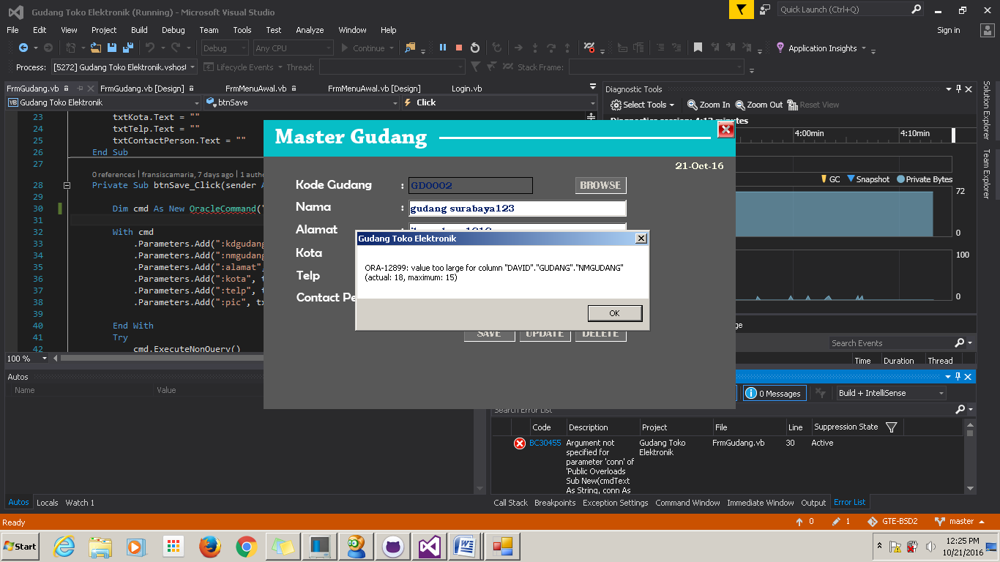 Gudang Toko Elektronik (Running) - Microsoft Visual Studio
Quick Launch (Ctrl+Q)
File Edit View Project Build Debug Team Tools Test Analyze Window Help
Sign in
Debug Any CPU Continue Application Insights
Process: [5272] Gudang Toko Elektronik.vshost Lifecycle Events Thread: Stack Frame:
FrmGudang.vb FrmGudang.vb [Design] FrmMenuAwal.vb FrmMenuAwal.vb [Design] Login.vb
Gudang Toko Elektronik btnSave Click
23 txtKota.Text = ""
24 txtTelp.Text = ""
25 txtContactPerson.Text = ""
26 End Sub
27
0 references | fransiscamaria, 7 days ago | 1 autho
28 Private Sub btnSave_Click(sender A
29
30 Dim cmd As New OracleCommand("
31
32 With cmd
33 .Parameters.Add(":kdgudang
34 .Parameters.Add(":nmgudang
35 .Parameters.Add(":alamat",
36 .Parameters.Add(":kota", t
37 .Parameters.Add(":telp", t
38 .Parameters.Add(":pic", tx
39
40 End With
41 Try
42 cmd.ExecuteNonQuery()
100 %
Master Gudang
21-Oct-16
Kode Gudang : GD0002 BROWSE
Nama : gudang surabaya123
Alamat :
Kota
Telp
Contact Pe
SAVE UPDATE DELETE
Gudang Toko Elektronik
ORA-12899: value too large for column "DAVID"."GUDANG"."NMGUDANG"
(actual: 18, maximum: 15)
OK
Diagnostic Tools
Select Tools Zoom In Zoom Out Reset View
minutes
4:00min 4:10min
GC Snapshot Private Bytes
72
0
100
0
Search Events
Time Duration Thread
Solution Explorer
Team Explorer
Autos
Name Value
0 Messages Build + IntelliSense
Search Error List
Code Description Project File Line Suppression State
BC30455 Argument not Gudang Toko FrmGudang.vb 30 Active
specified for Elektronik
parameter 'conn' of
'Public Overloads
Sub New(cmdText
As String, conn As
Autos Locals Watch 1
Call Stack Breakpoints Exception Settings Command Window Immediate Window Output Error List
Ready
0 1 GTE-BSD2 master
Start
12:25 PM
10/21/2016